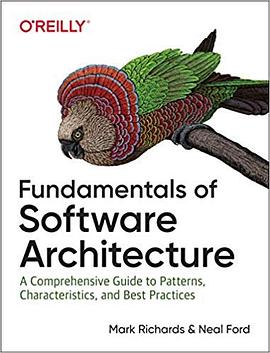 O'REILLY®
Fundamentals of
Software
Architecture
A Comprehensive Guide to Patterns,
Characteristics, and Best Practices
Mark Richards & Neal Ford